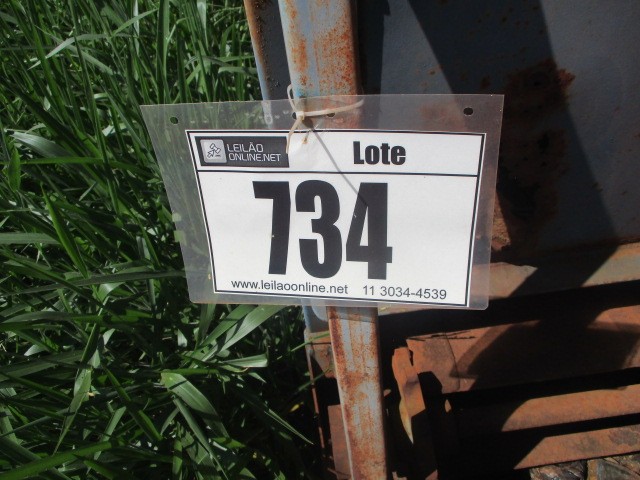 LEILÃO
ONLINE.NET
Lote
734
www.leilaoonline.net 11 3034-4539